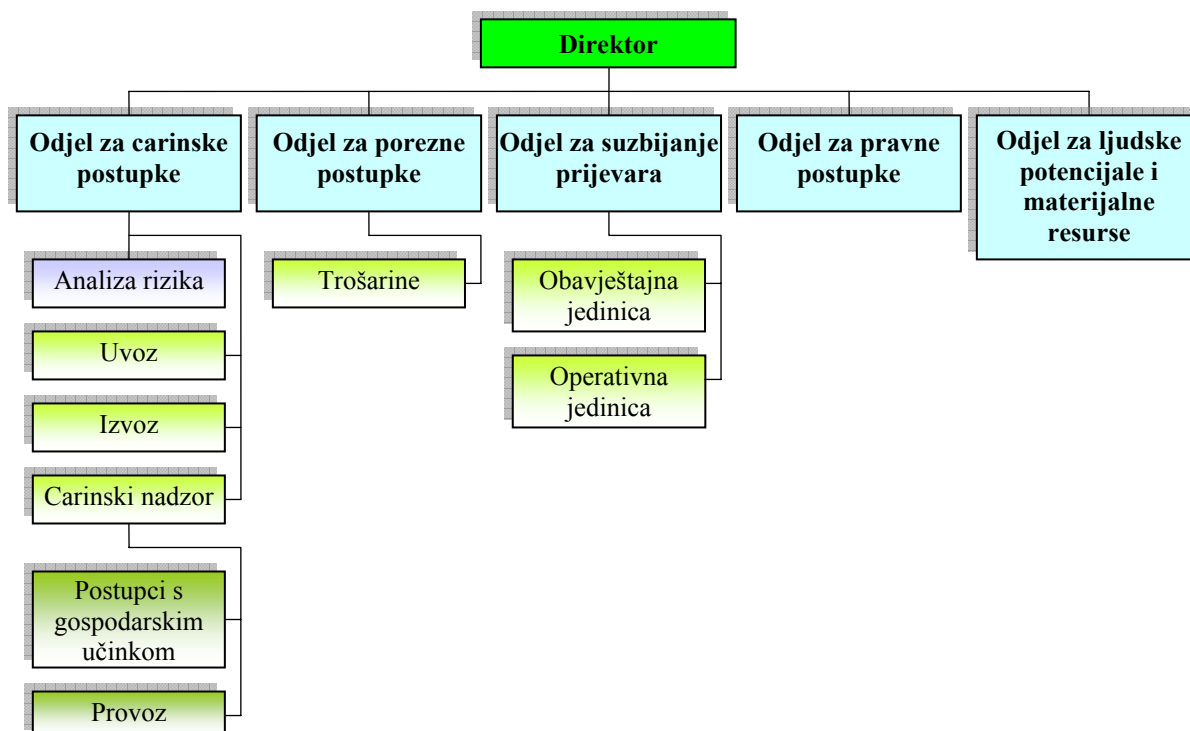 Direktor
Odjel za carinske
postupke
Odjel za porezne
postupke
Odjel za suzbijanje
prijevara
Odjel za pravne
postupke
Odjel za ljudske
potencijale i
materijalne
resurse
Analiza rizika
Uvoz
Izvoz
Carinski nadzor
Postupci s
gospodarskim
učinkom
Provoz
Trošarine
Obavještajna
jedinica
Operativna
jedinica